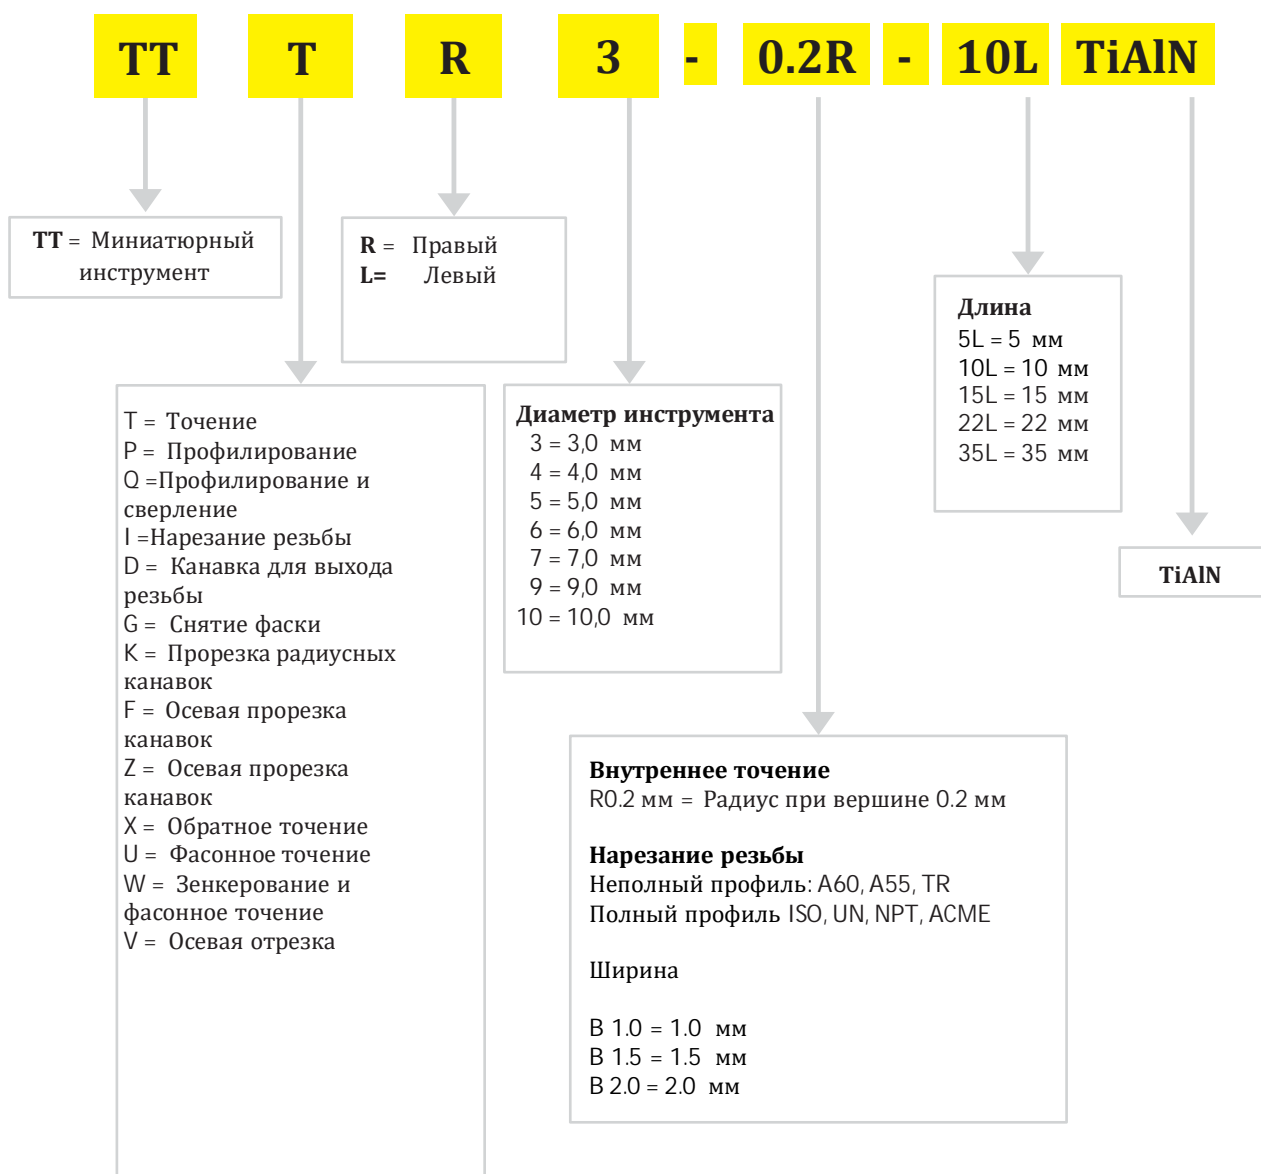 TT T R 3 - 0.2R - 10L TiAlN
TT = Миниатюрный
инструмент
R = Правый
L= Левый
Длина
5L = 5 мм
10L = 10 мм
15L = 15 мм
22L = 22 мм
35L = 35 мм
T = Точение
P = Профилирование
Q =Профилирование и
сверление
I =Нарезание резьбы
D = Канавка для выхода
резьбы
G = Снятие фаски
K = Прорезка радиусных
канавок
F = Осевая прорезка
канавок
Z = Осевая прорезка
канавок
X = Обратное точение
U = Фасонное точение
W = Зенкерование и
фасонное точение
V = Осевая отрезка
Диаметр инструмента
3 = 3,0 мм
4 = 4,0 мм
5 = 5,0 мм
6 = 6,0 мм
7 = 7,0 мм
9 = 9,0 мм
10 = 10,0 мм
TiAlN
Внутреннее точение
R0.2 мм = Радиус при вершине 0.2 мм
Нарезание резьбы
Неполный профиль: A60, A55, TR
Полный профиль ISO, UN, NPT, ACME
Ширина
B 1.0 = 1.0 мм
B 1.5 = 1.5 мм
B 2.0 = 2.0 мм